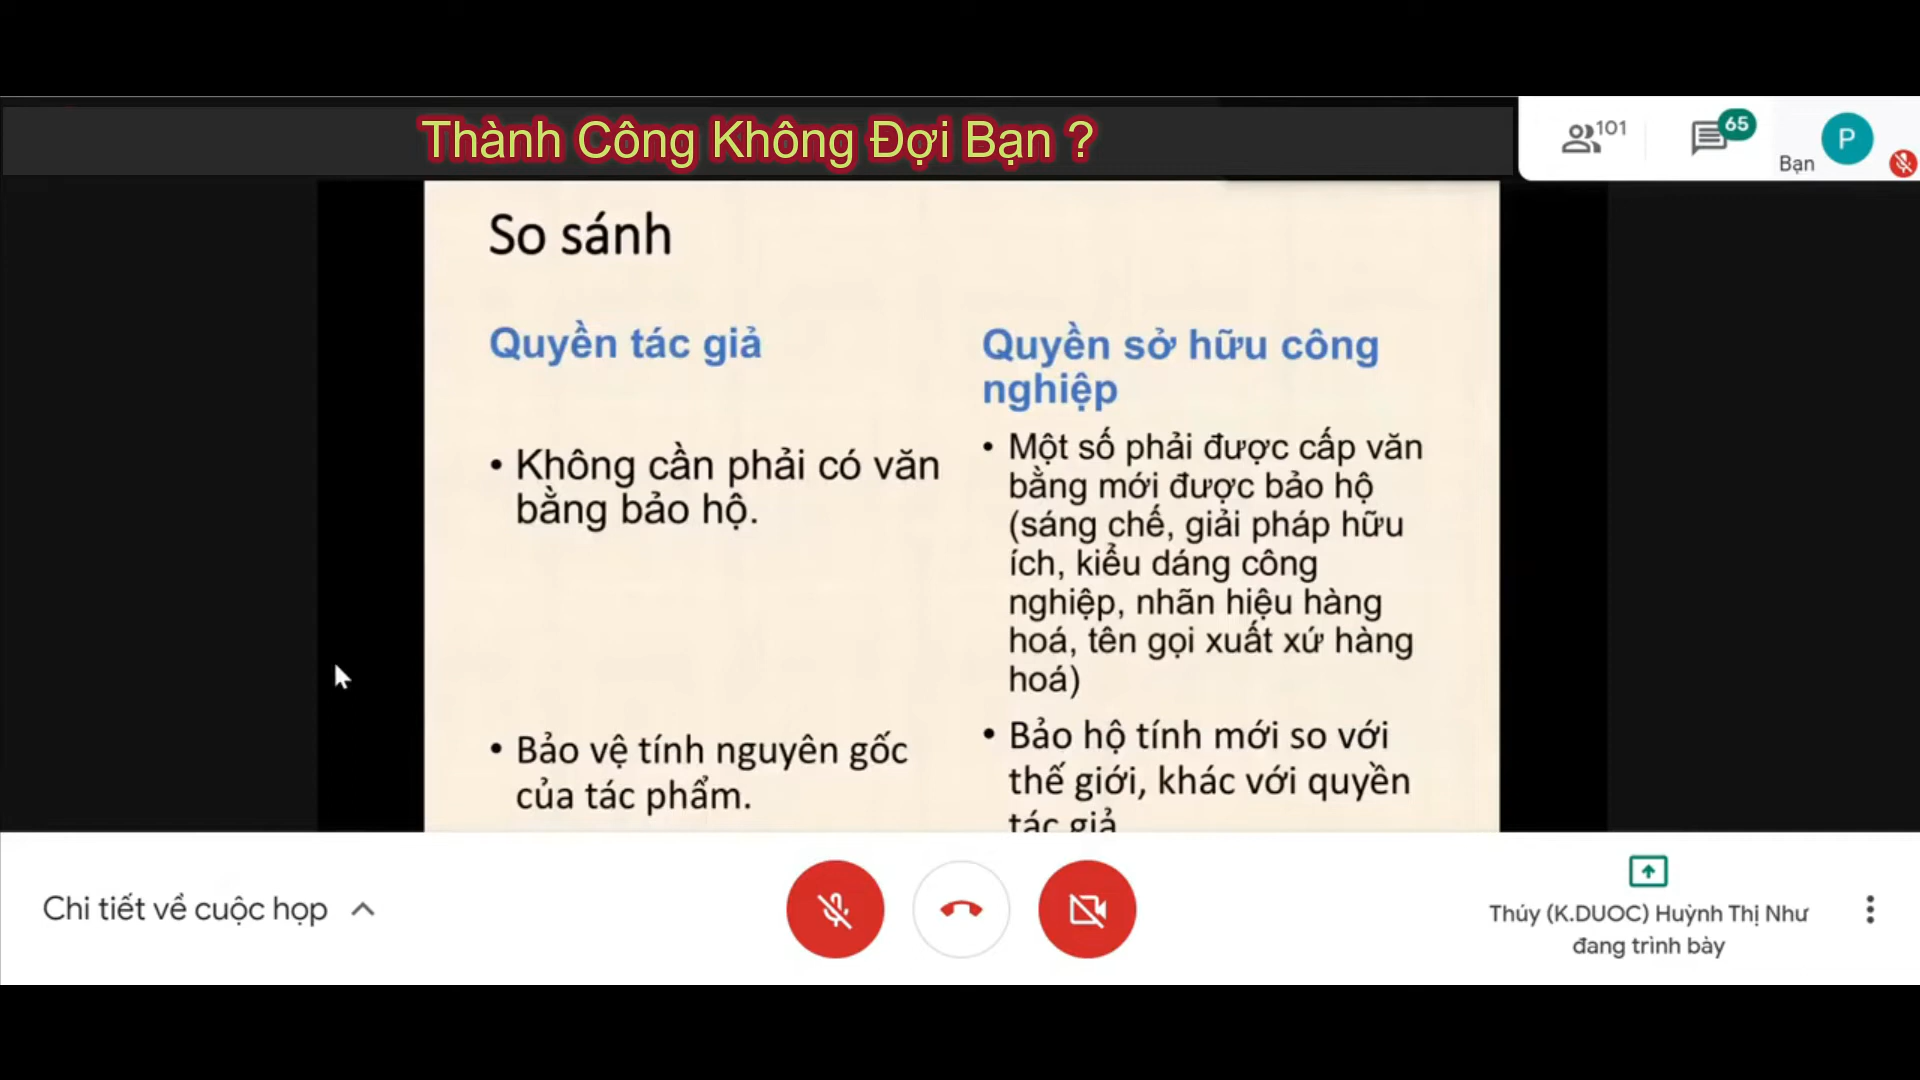 Thành Công Không Đợi Bạn ?
101
65
Bạn
P
So sánh
Quyền tác giả
• Không cần phải có văn
bằng bảo hộ.
• Bảo vệ tính nguyên gốc
của tác phẩm.
Quyền sở hữu công
nghiệp
• Một số phải được cấp văn
bằng mới được bảo hộ
(sáng chế, giải pháp hữu
ích, kiểu dáng công
nghiệp, nhãn hiệu hàng
hoá, tên gọi xuất xứ hàng
hoá)
• Bảo hộ tính mới so với
thế giới, khác với quyền
tác giả
Chi tiết về cuộc họp
Thúy (K.DUOC) Huỳnh Thị Như
đang trình bày